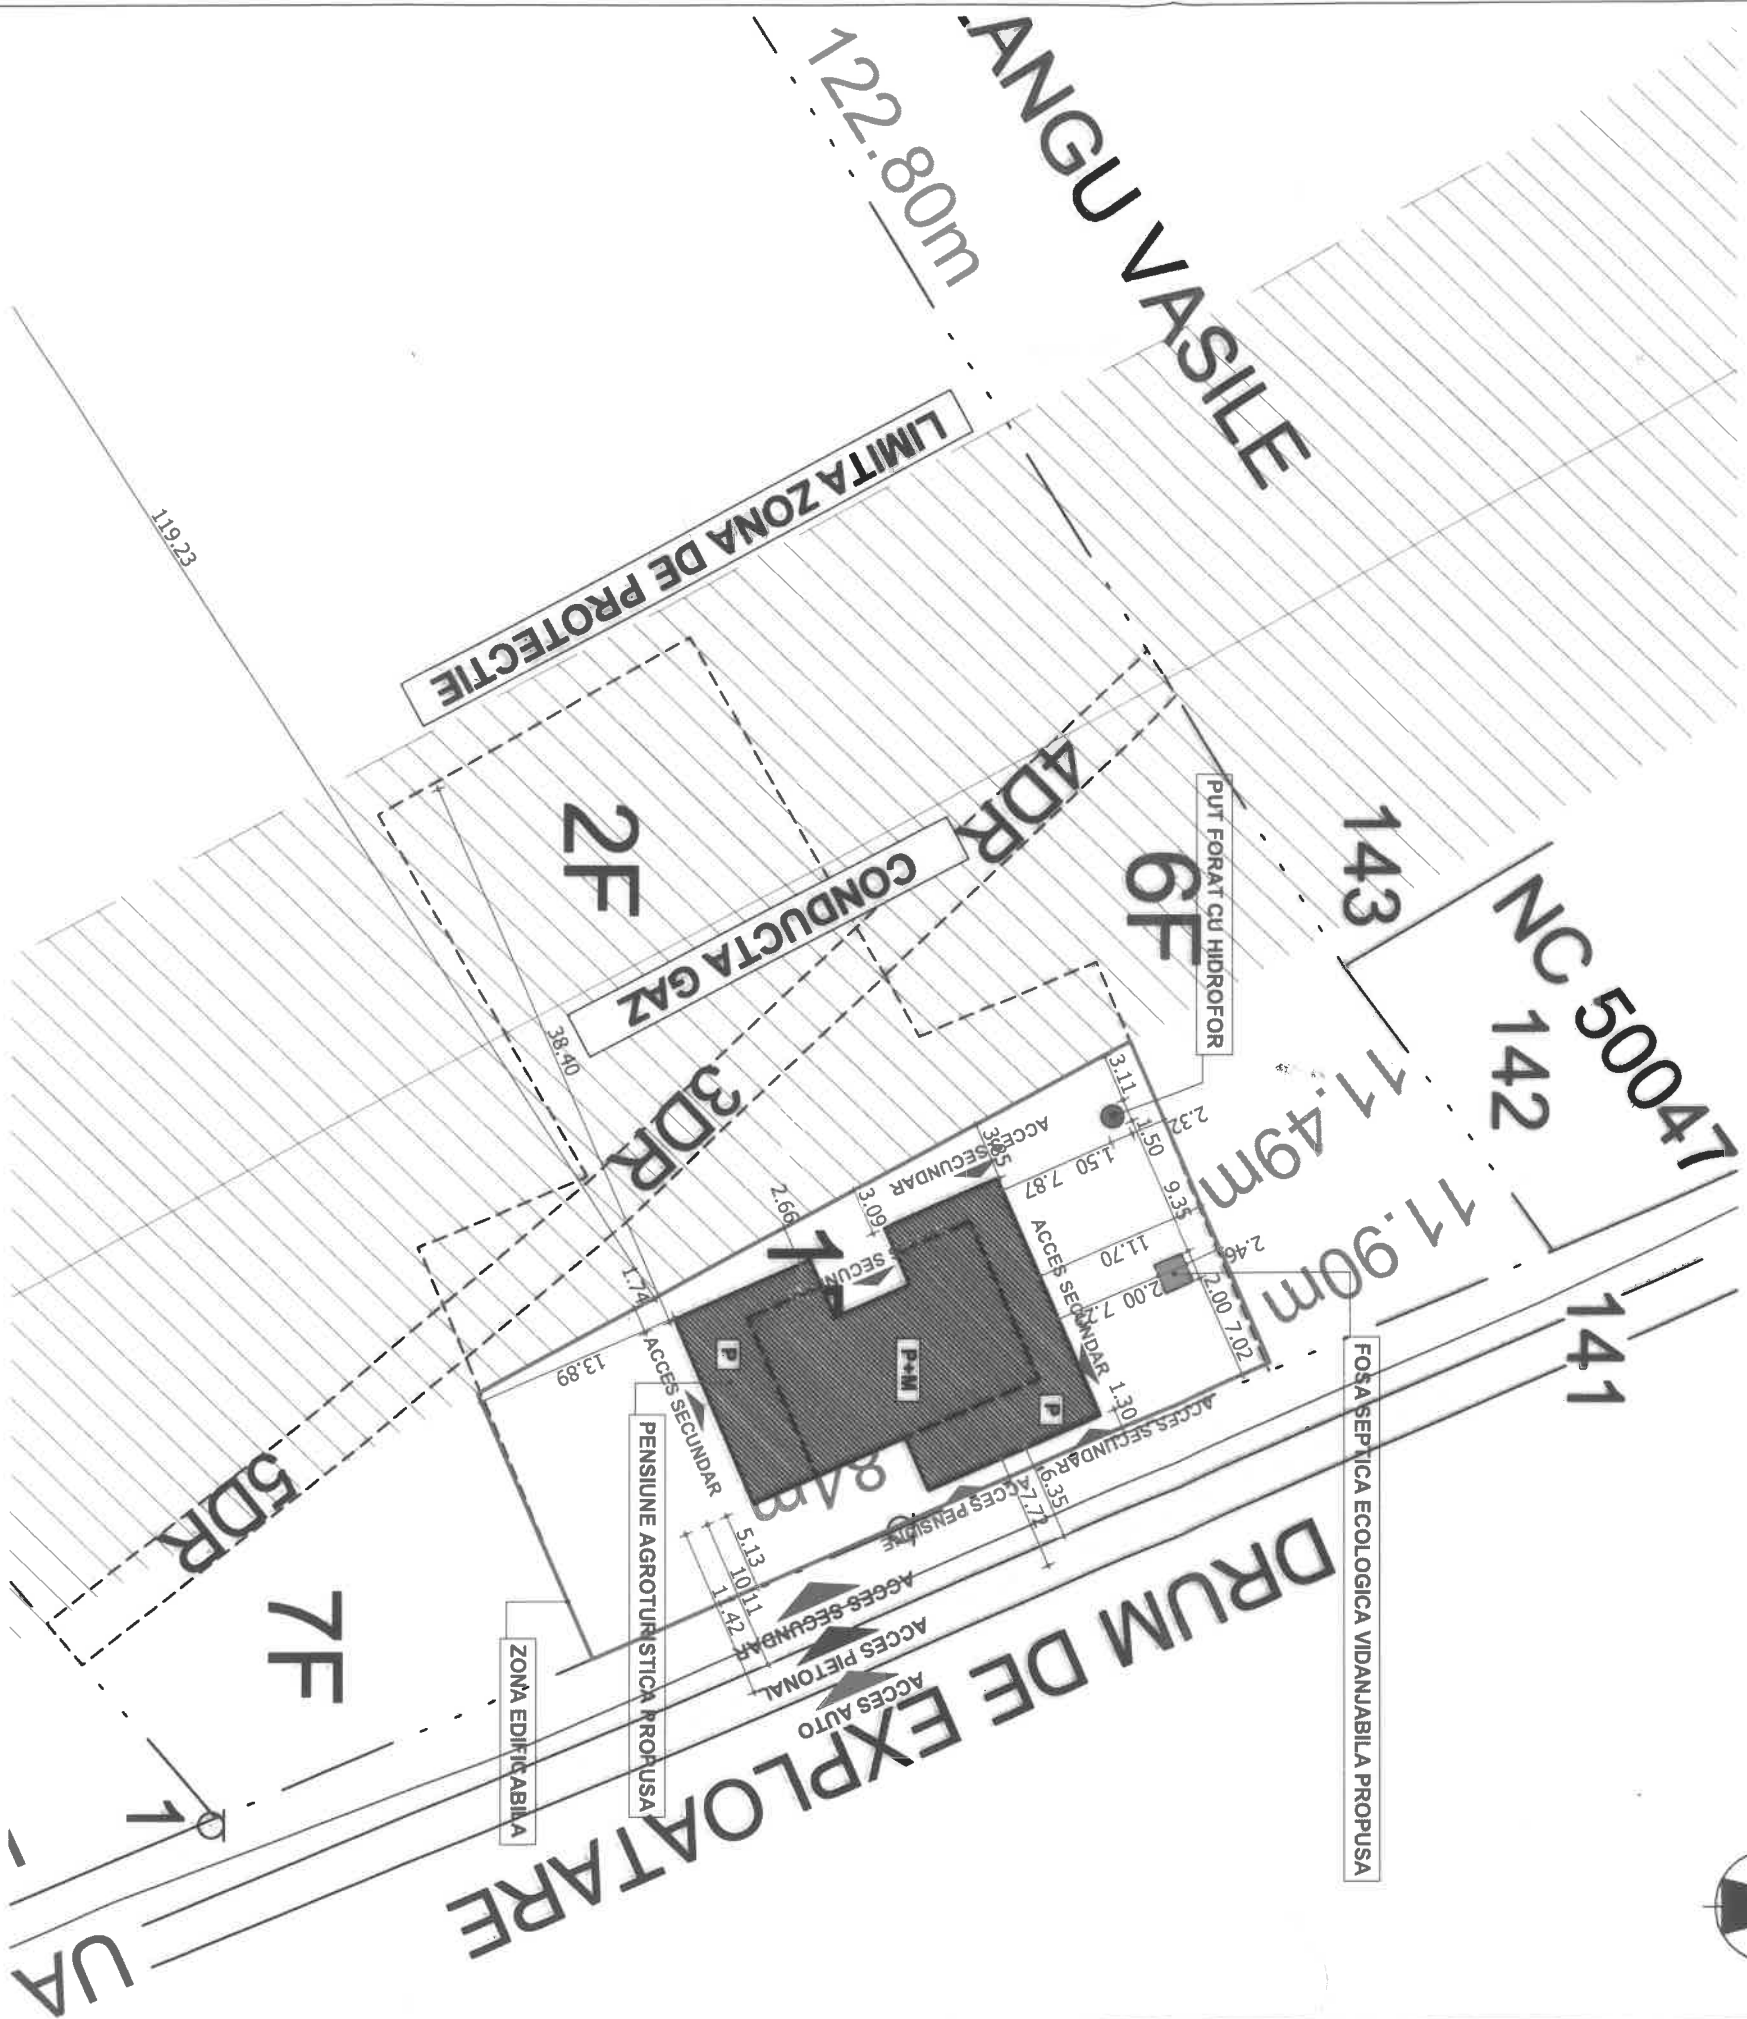 122.80m
ANGU VASILE
119.23
LIMITA ZONA DE PROTECTIE
2F
4DR
CONDUCTA GAZ
6F
PUT FORAT CU HIDROFOR
143
NC 50047
142
38.40
3DR
3.11
1.50
2.32
11.49m
ACCES SECUNDAR
3.85
1.50
7.87
9.35
11.90m
2.66
3.09
1
SECUN
ACCES SECUNDAR
11.70
2.46
2.00
2.00
7.02
141
1.74
13.89
ACCES SECUNDAR
P
P+M
P
1.30
ACCES SECUNDAR
FOSA SEPTICA ECOLOGICA VIDANJABILA PROPUSA
PENSIUNE AGROTURISTICA PROPUSA
ACCES PENSIUNE
6.35
7.72
5.13
10.11
11.42
5DR
7F
ZONA EDIFICABILA
ACCES SECUNDAR
ACCES PIETONAL
ACCES AUTO
DRUM DE EXPLOATARE
1
UA